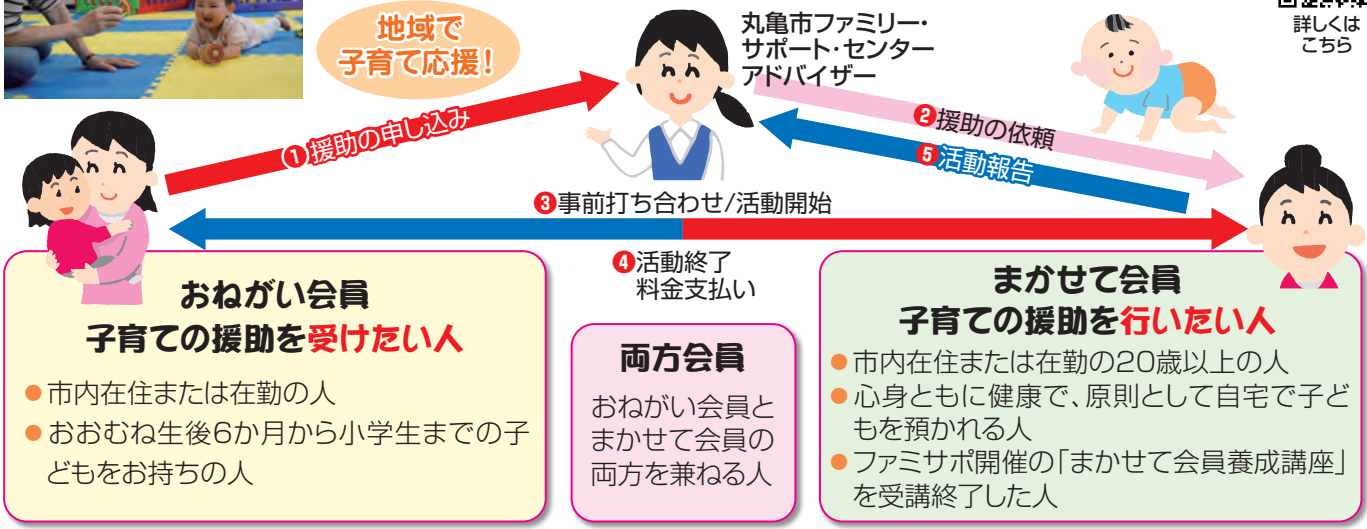 地域で
子育て応援！
丸亀市ファミリー・
サポート・センター
アドバイザー
詳しくは
こちら
❶援助の申し込み
❷援助の依頼
❺活動報告
❸事前打ち合わせ/活動開始
❹活動終了
料金支払い
おねがい会員
子育ての援助を受けたい人
●市内在住または在勤の人
●おおむね生後6か月から小学生までの子
どもをお持ちの人
両方会員
おねがい会員と
まかせて会員の
両方を兼ねる人
まかせて会員
子育ての援助を行いたい人
●市内在住または在勤の20歳以上の人
●心身ともに健康で、原則として自宅で子ど
もを預かれる人
●ファミサポ開催の「まかせて会員養成講座」
を受講終了した人